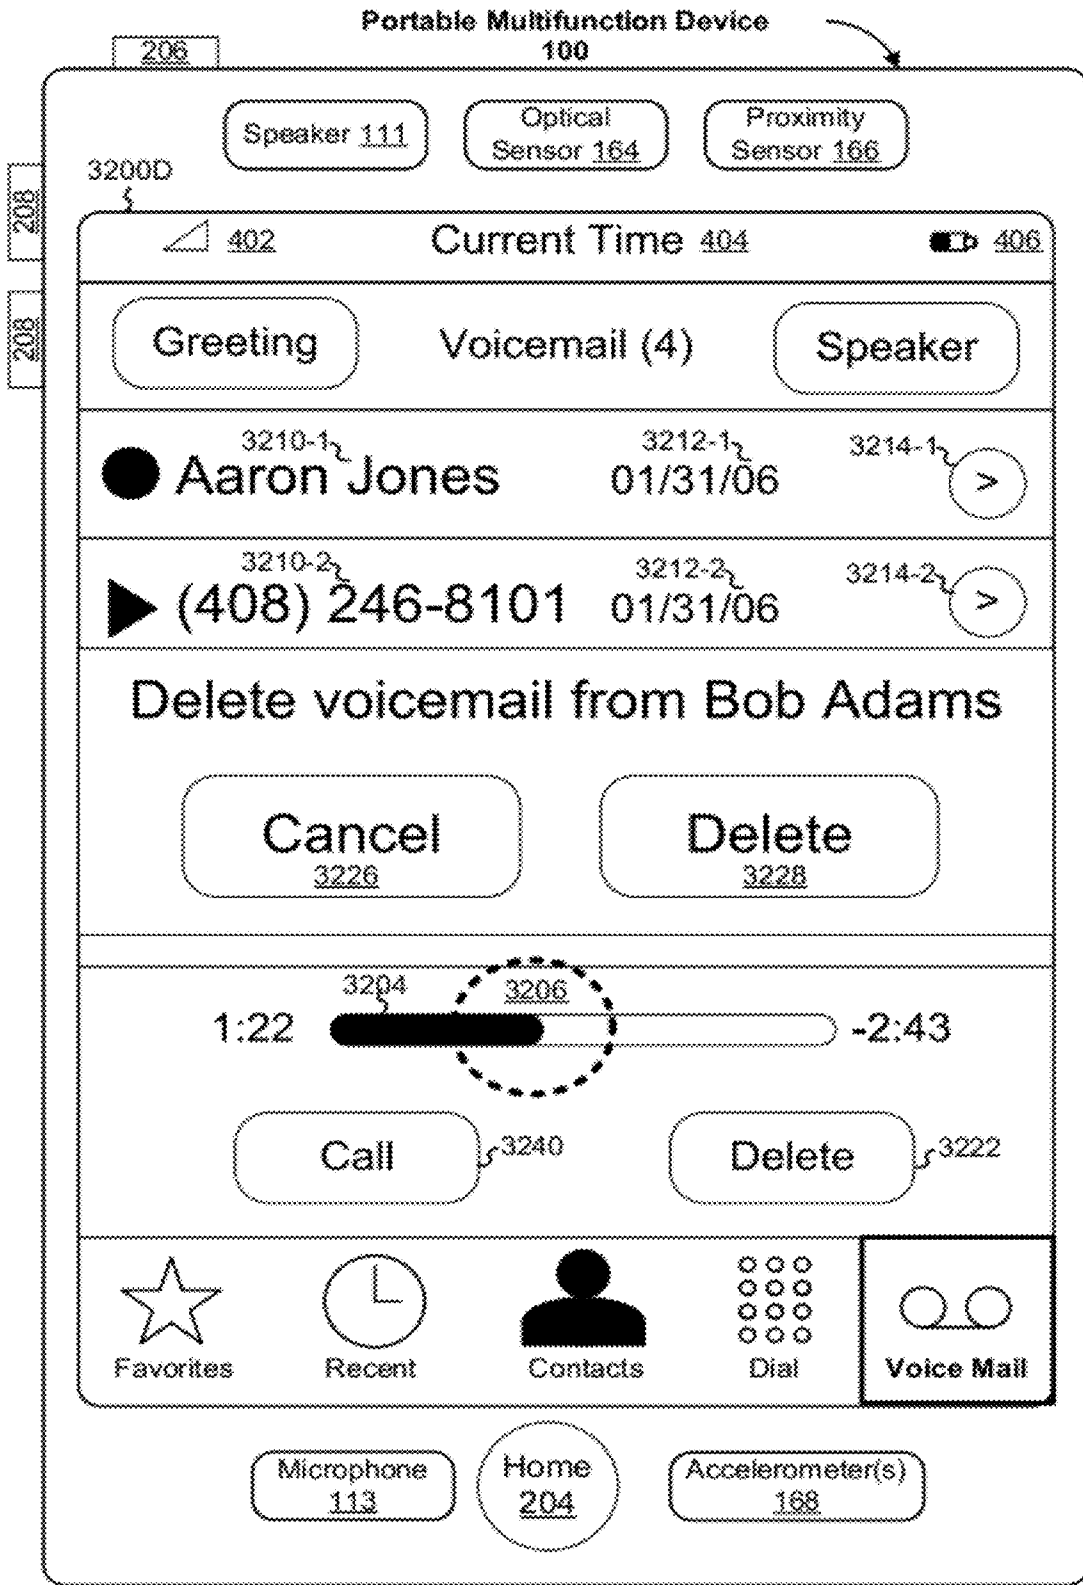 Portable Multifunction Device
100
206
Speaker 111
Optical
Sensor 164
Proximity
Sensor 166
3200D
208
208
402
Current Time 404
406
Greeting
Voicemail (4)
Speaker
3210-1
3212-1
3214-1
Aaron Jones
01/31/06
>
3210-2
3212-2
3214-2
(408) 246-8101
01/31/06
>
Delete voicemail from Bob Adams
Cancel
3226
Delete
3228
3204
3206
1:22
-2:43
Call
3240
Delete
3222
Favorites
Recent
Contacts
Dial
Voice Mail
Microphone
113
Home
204
Accelerometer(s)
168